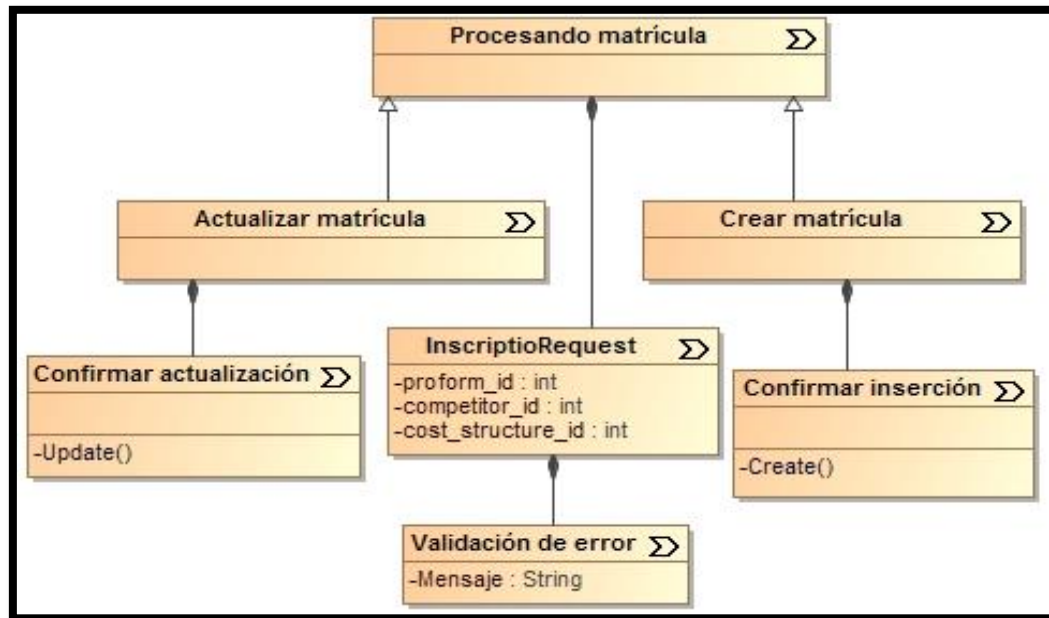 Procesando matrícula
Actualizar matrícula
Crear matrícula
Confirmar actualización
-Update()
InscriptioRequest
-proform_id : int
-competitor_id : int
-cost_structure_id : int
Confirmar inserción
-Create()
Validación de error
-Mensaje : String